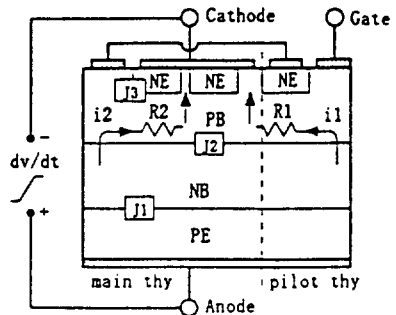 Cathode Gate
NE NE NE
J3
i2 R2 PB R1 i1
J2
dv/dt
−
+
NB
J1
PE
main thy pilot thy
Anode